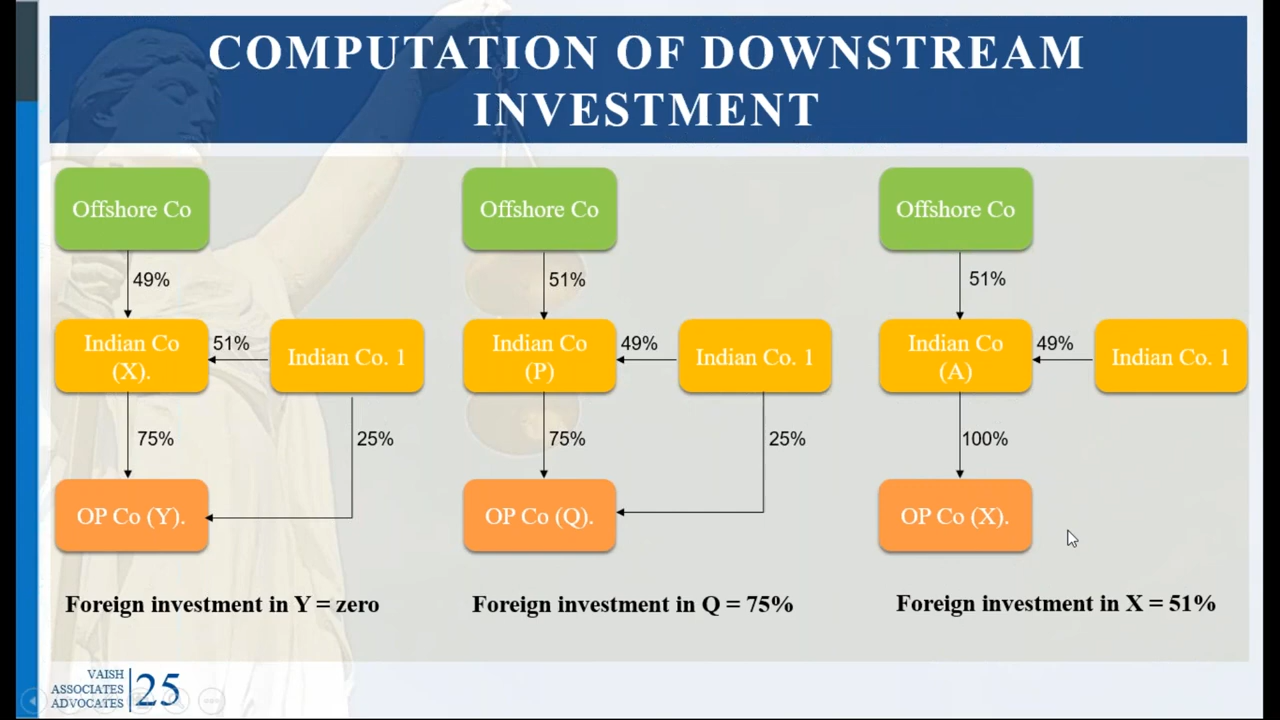 COMPUTATION OF DOWNSTREAM
INVESTMENT
Offshore Co
49%
Indian Co
(X).
51%
Indian Co. 1
75%
25%
OP Co (Y).
Foreign investment in Y = zero
Offshore Co
51%
Indian Co
(P)
49%
Indian Co. 1
75%
25%
OP Co (Q).
Foreign investment in Q = 75%
Offshore Co
51%
Indian Co
(A)
49%
Indian Co. 1
100%
OP Co (X).
Foreign investment in X = 51%
VAISH
ASSOCIATES
ADVOCATES
25